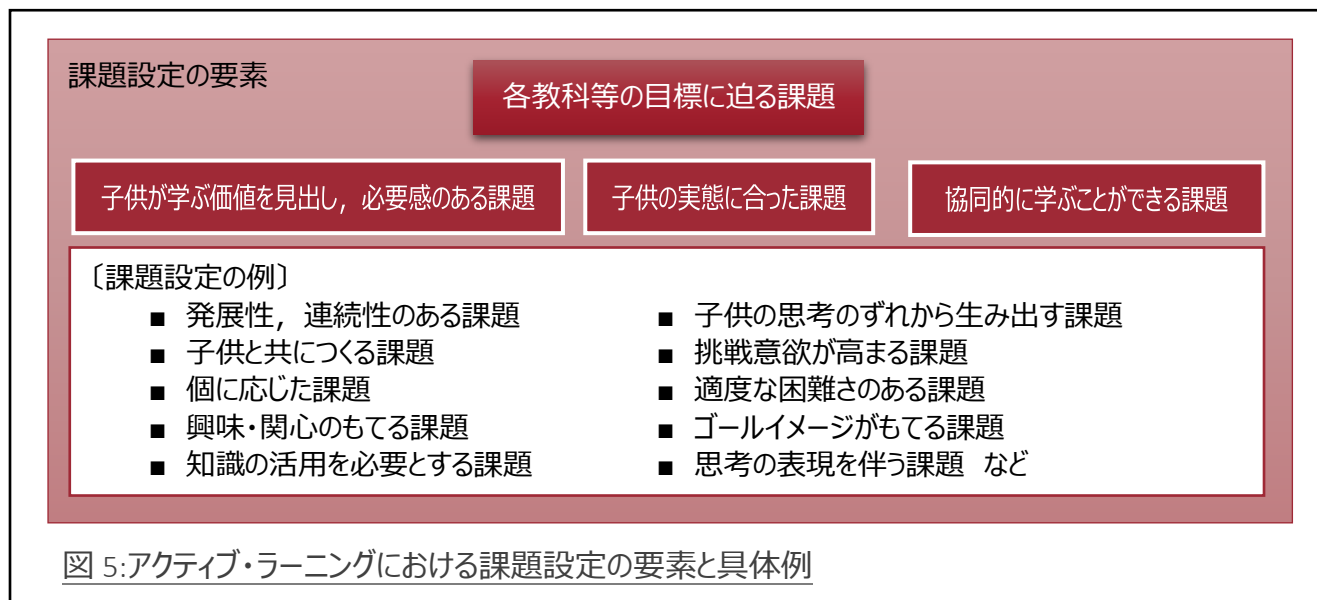 課題設定の要素
各教科等の目標に迫る課題
子供が学ぶ価値を見出し，必要感のある課題
子供の実態に合った課題
協同的に学ぶことができる課題
〔課題設定の例〕
■ 発展性，連続性のある課題
■ 子供と共につくる課題
■ 個に応じた課題
■ 興味・関心のもてる課題
■ 知識の活用を必要とする課題
■ 子供の思考のずれから生み出す課題
■ 挑戦意欲が高まる課題
■ 適度な困難さのある課題
■ ゴールイメージがもてる課題
■ 思考の表現を伴う課題 など
図 5:アクティブ・ラーニングにおける課題設定の要素と具体例